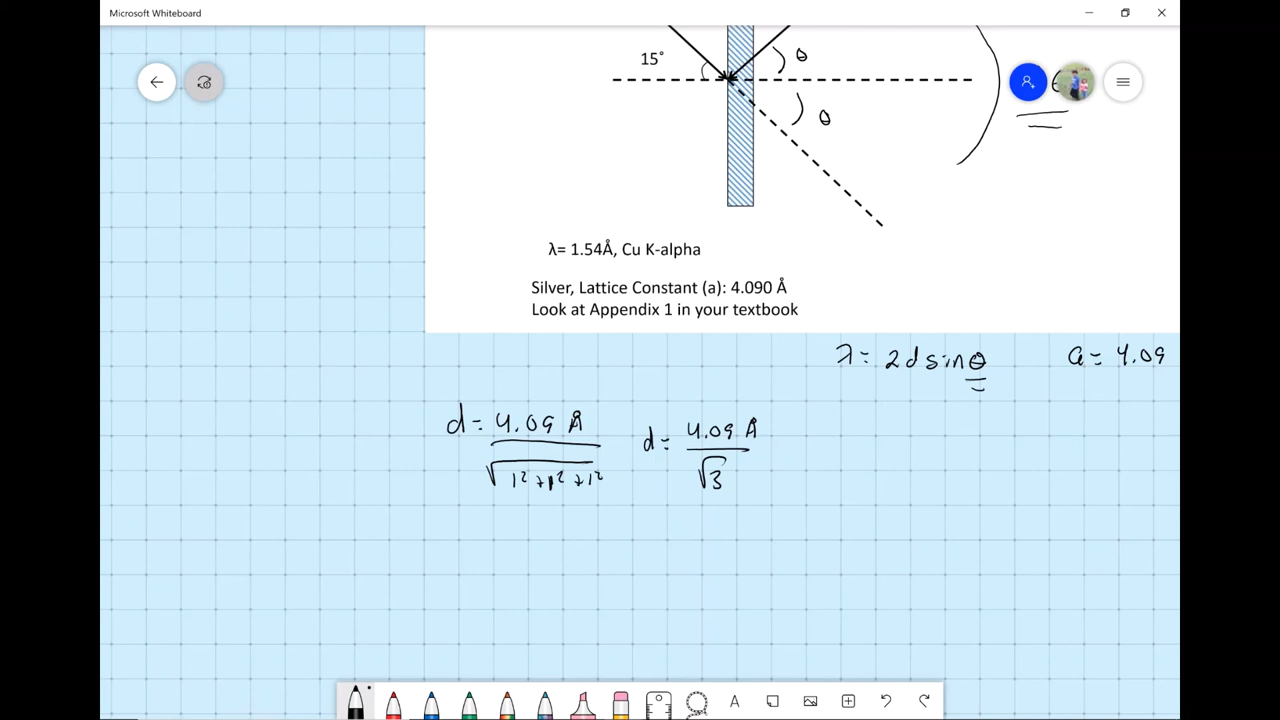 Microsoft Whiteboard
15°
θ
θ
λ= 1.54Å, Cu K-alpha
Silver, Lattice Constant (a): 4.090 Å
Look at Appendix 1 in your textbook
λ = 2d sinθ
a = 4.09
d = 4.09 Å / √1²+1²+1²
d = 4.09 Å / √3
A